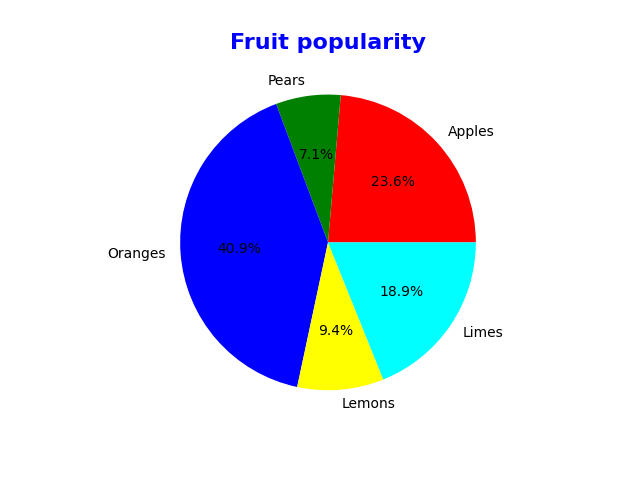 Fruit popularity
Pears
Apples
7.1%
23.6%
Oranges
40.9%
18.9%
9.4%
Limes
Lemons